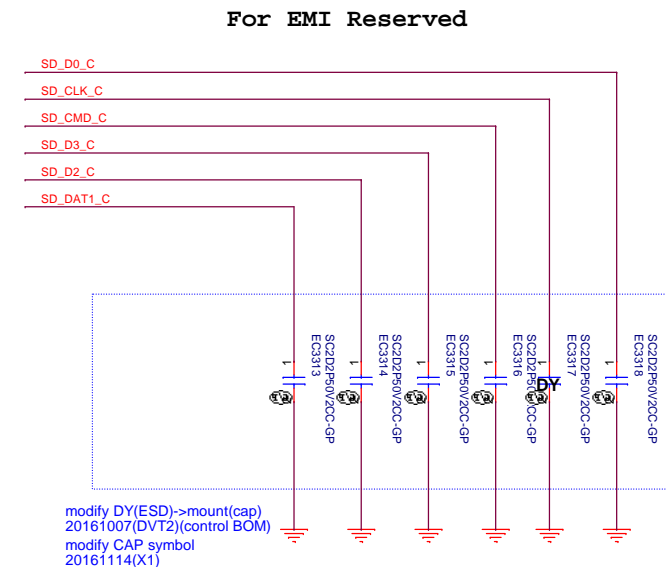 For EMI Reserved
SD_D0_C
SD_CLK_C
SD_CMD_C
SD_D3_C
SD_D2_C
SD_DAT1_C
1
EC3313
SC2D2P50V2CC-GP
1
EC3314
SC2D2P50V2CC-GP
1
EC3315
SC2D2P50V2CC-GP
1
EC3316
SC2D2P50V2CC-GP
1
DY
EC3317
SC2D2P50V2CC-GP
1
EC3318
SC2D2P50V2CC-GP
modify DY(ESD)->mount(cap)
20161007(DVT2)(control BOM)
modify CAP symbol
20161114(X1)